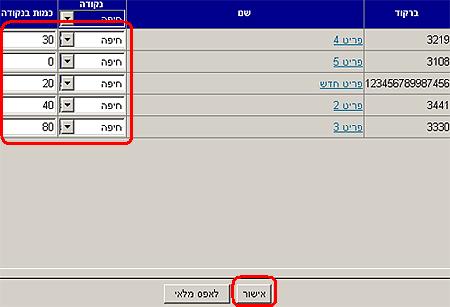 ברקוד שם נקודה כמות בנקודה
חיפה
3219 פריט 4 חיפה 30
3108 פריט 5 חיפה 0
123456789987456 פריט חדש חיפה 20
3441 פריט 2 חיפה 40
3330 פריט 3 חיפה 80
אישור לאפס מלאי